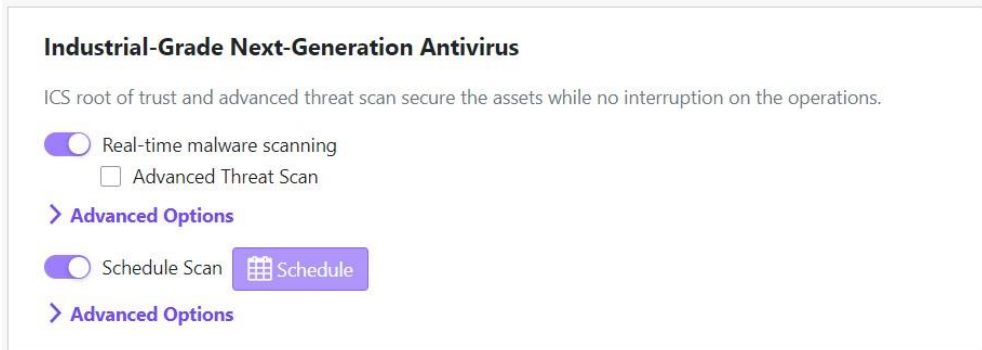 Industrial-Grade Next-Generation Antivirus
ICS root of trust and advanced threat scan secure the assets while no interruption on the operations.
Real-time malware scanning
Advanced Threat Scan
Advanced Options
Schedule Scan Schedule
Advanced Options